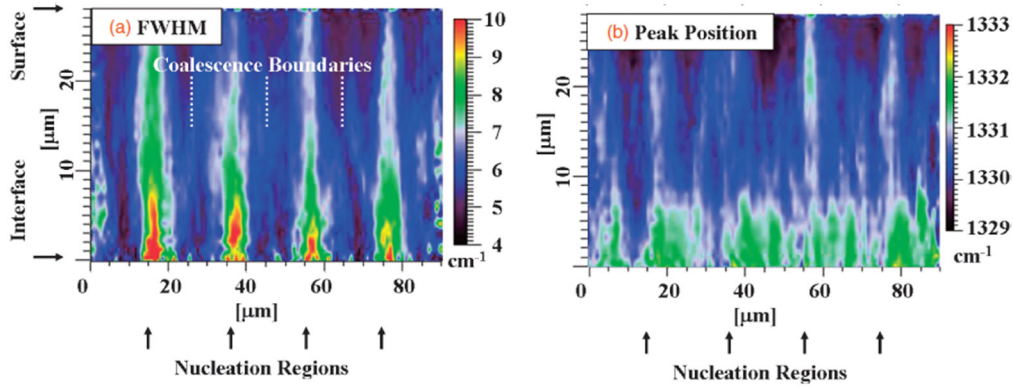 (a) FWHM
Coalescence Boundaries
Surface
Interface
[μm]
20
10
0
20
40
60
80
[μm]
10
9
8
7
6
5
4
cm-1
Nucleation Regions
(b) Peak Position
[μm]
20
10
0
20
40
60
80
[μm]
1333
1332
1331
1330
1329
cm-1
Nucleation Regions